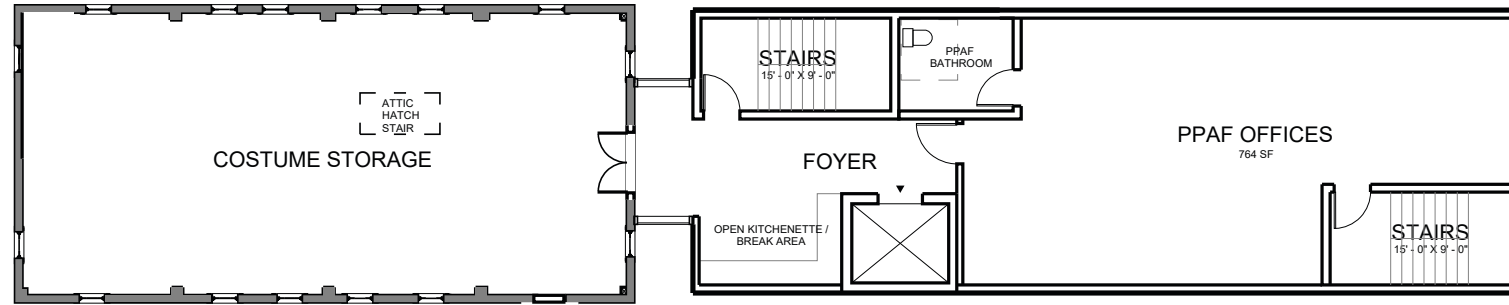 STAIRS
15' - 0" X 9' - 0"
PPAF
BATHROOM
ATTIC
HATCH
STAIR
COSTUME STORAGE
FOYER
PPAF OFFICES
764 SF
OPEN KITCHENETTE /
BREAK AREA
STAIRS
15' - 0" X 9' - 0"